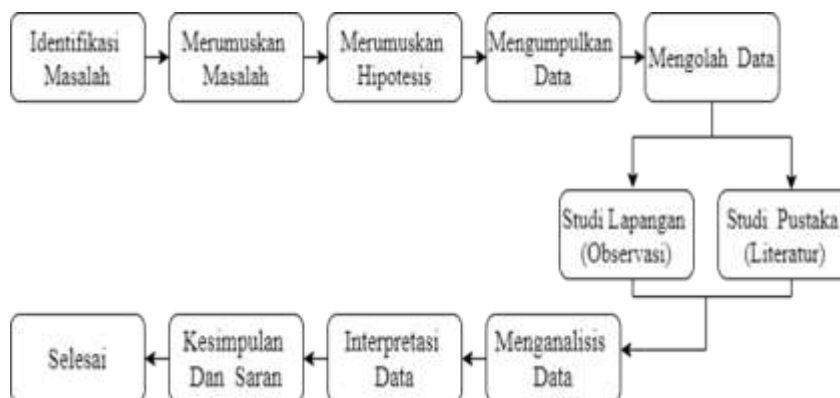 Identifikasi
Masalah
Merumuskan
Masalah
Merumuskan
Hipotesis
Mengumpulkan
Data
Mengolah Data
Studi Lapangan
(Observasi)
Studi Pustaka
(Literatur)
Menganalisis
Data
Interpretasi
Data
Kesimpulan
Dan Saran
Selesai